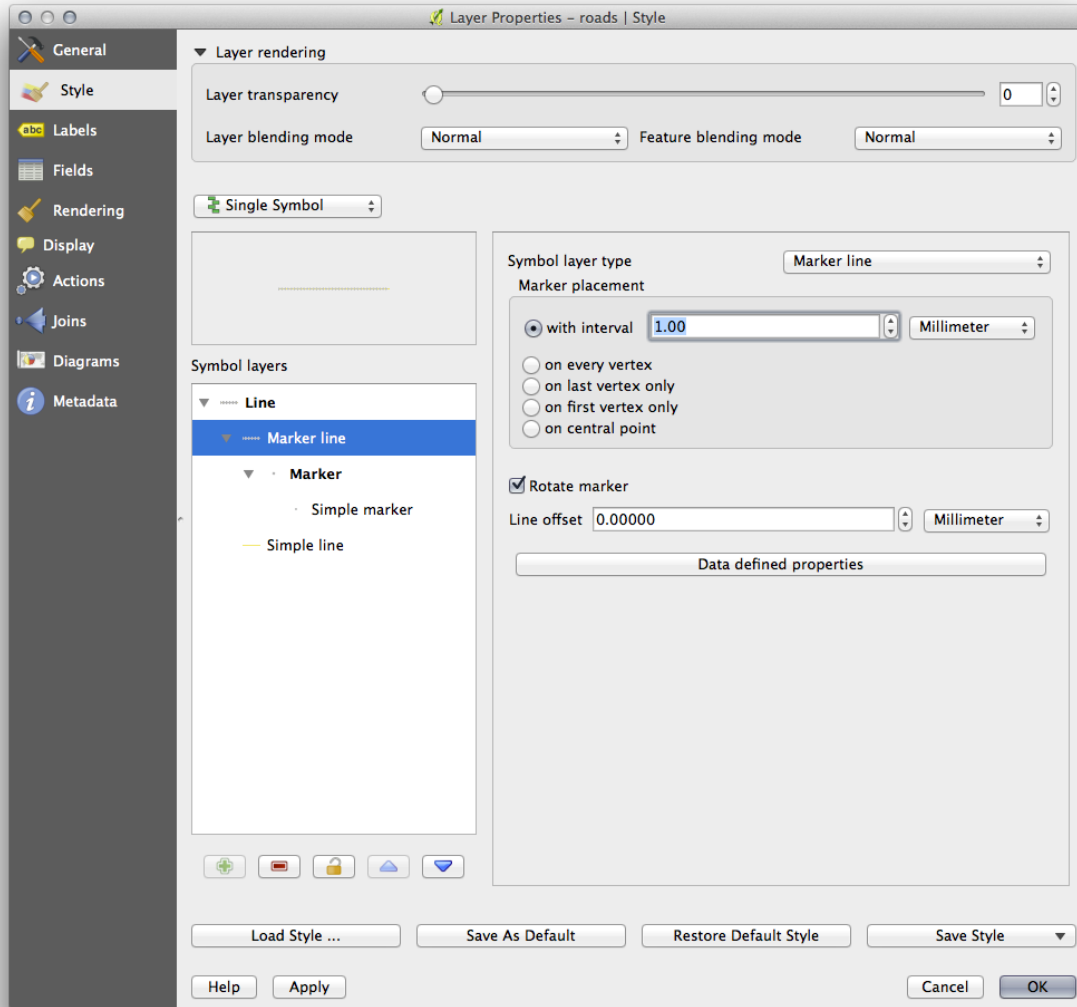 Layer Properties – roads | Style
General
Style
abc Labels
Fields
Rendering
Display
Actions
Joins
Diagrams
i Metadata
Layer rendering
Layer transparency 0
Layer blending mode Normal Feature blending mode Normal
Single Symbol
Symbol layers
Line
Marker line
Marker
Simple marker
Simple line
Symbol layer type Marker line
Marker placement
with interval 1.00 Millimeter
on every vertex
on last vertex only
on first vertex only
on central point
Rotate marker
Line offset 0.00000 Millimeter
Data defined properties
Load Style ... Save As Default Restore Default Style Save Style
Help Apply Cancel OK